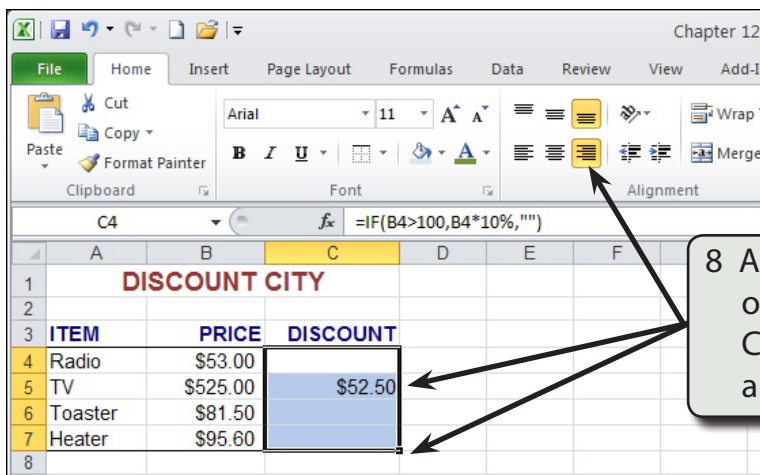 Chapter 12
File Home Insert Page Layout Formulas Data Review View Add-I
Cut
Copy
Format Painter
Paste
Arial 11 A A
B I U A
Wrap
Merge
Clipboard Font Alignment
C4 fx =IF(B4>100,B4*10%,"")
A B C D E F
1 DISCOUNT CITY
2
3 ITEM PRICE DISCOUNT
4 Radio $53.00
5 TV $525.00 $52.50
6 Toaster $81.50
7 Heater $95.60
8
8 A
o
C
a